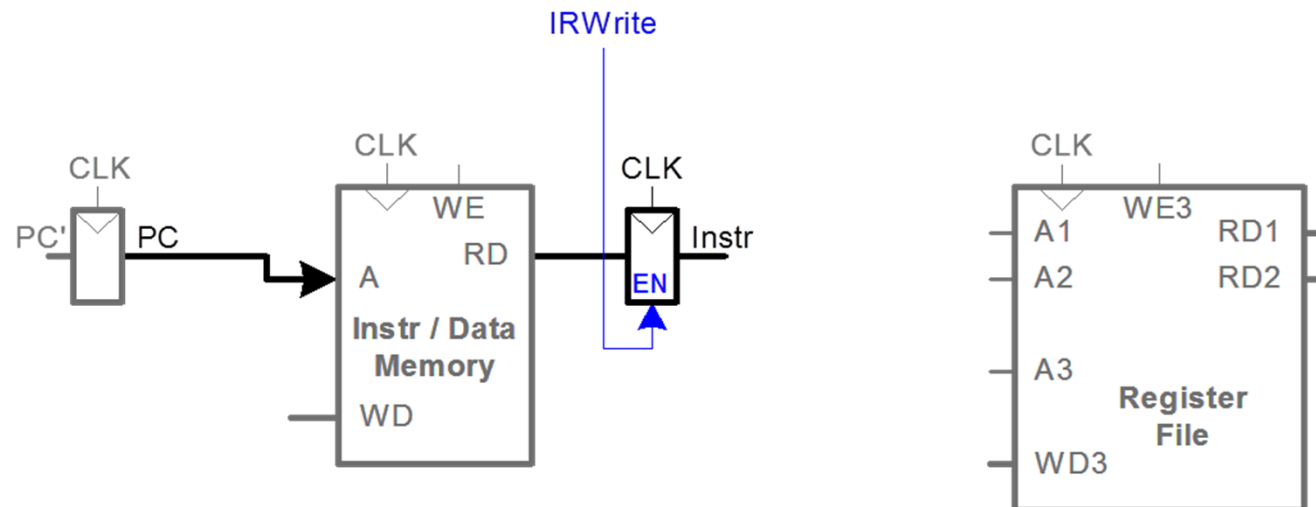 IRWrite
CLK
PC'
PC
CLK
WE
RD
A
Instr / Data
Memory
WD
CLK
EN
Instr
CLK
WE3
A1
RD1
A2
RD2
A3
Register
File
WD3